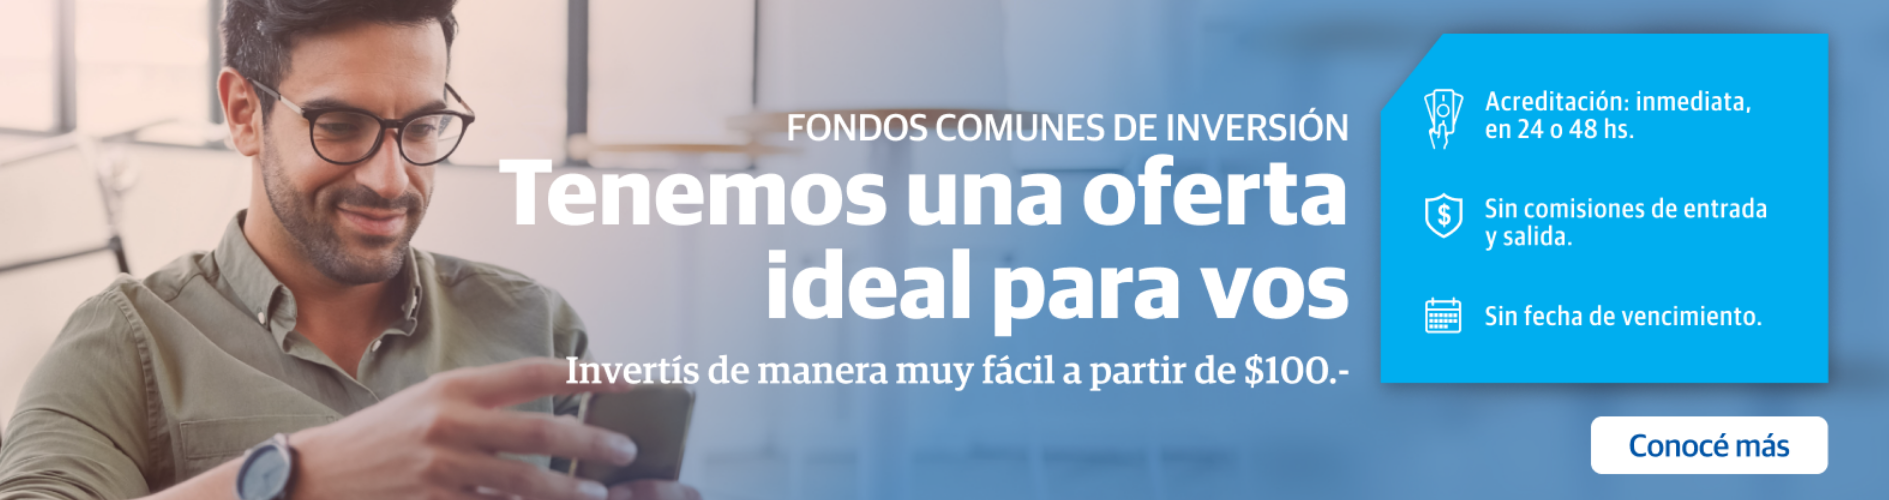 FONDOS COMUNES DE INVERSIÓN
Tenemos una oferta
ideal para vos
Invertís de manera muy fácil a partir de $100.-
Acreditación: inmediata,
en 24 o 48 hs.
Sin comisiones de entrada
y salida.
Sin fecha de vencimiento.
Conocé más